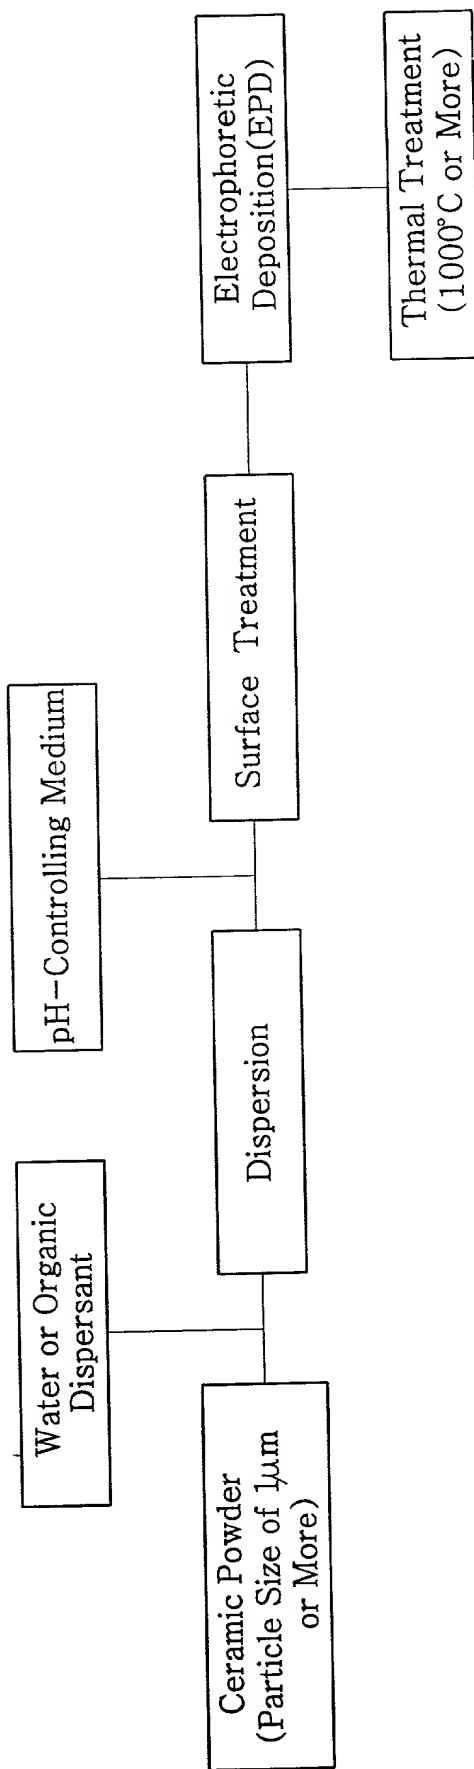 Water or Organic
Dispersant
pH-Controlling Medium
Ceramic Powder
(Particle Size of 1μm
or More)
Dispersion
Surface Treatment
Electrophoretic
Deposition(EPD)
Thermal Treatment
(1000°C or More)